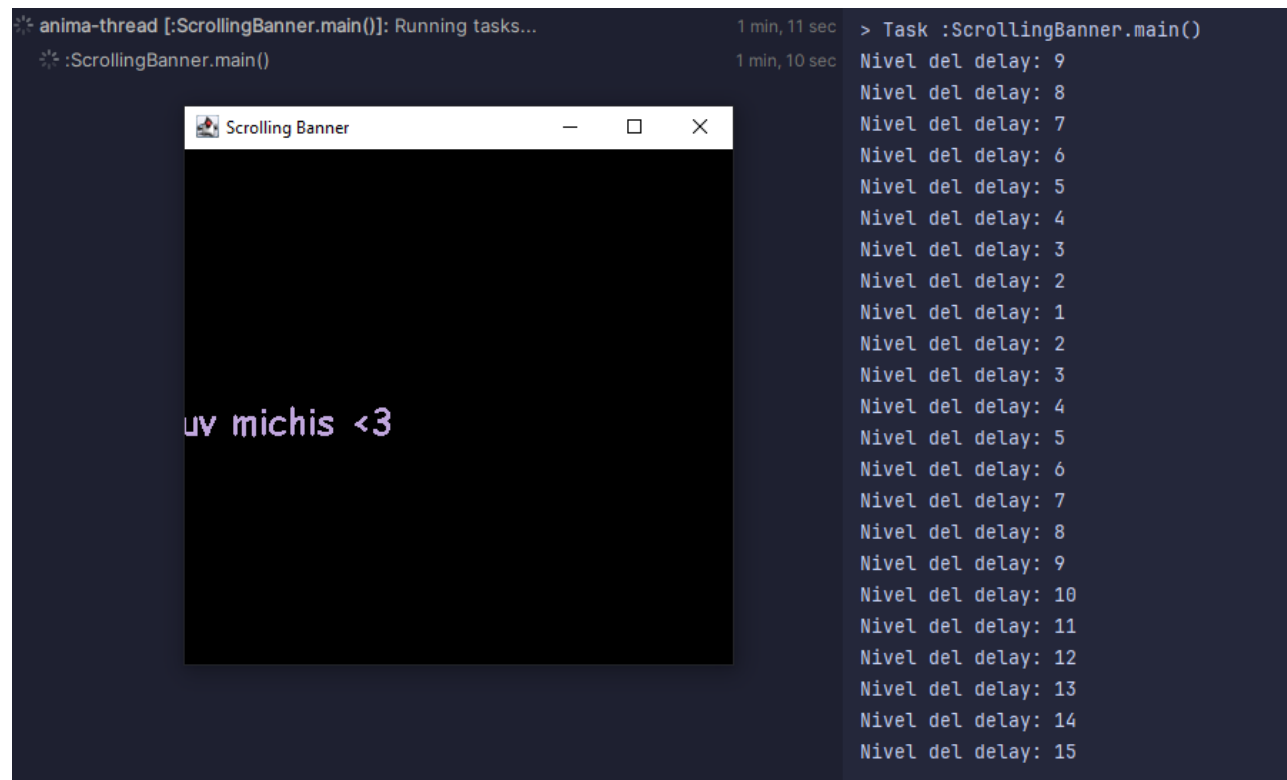 anima-thread [:ScrollingBanner.main()]: Running tasks... 1 min, 11 sec
:ScrollingBanner.main() 1 min, 10 sec
Scrolling Banner
uv michis <3
> Task :ScrollingBanner.main()
Nivel del delay: 9
Nivel del delay: 8
Nivel del delay: 7
Nivel del delay: 6
Nivel del delay: 5
Nivel del delay: 4
Nivel del delay: 3
Nivel del delay: 2
Nivel del delay: 1
Nivel del delay: 2
Nivel del delay: 3
Nivel del delay: 4
Nivel del delay: 5
Nivel del delay: 6
Nivel del delay: 7
Nivel del delay: 8
Nivel del delay: 9
Nivel del delay: 10
Nivel del delay: 11
Nivel del delay: 12
Nivel del delay: 13
Nivel del delay: 14
Nivel del delay: 15